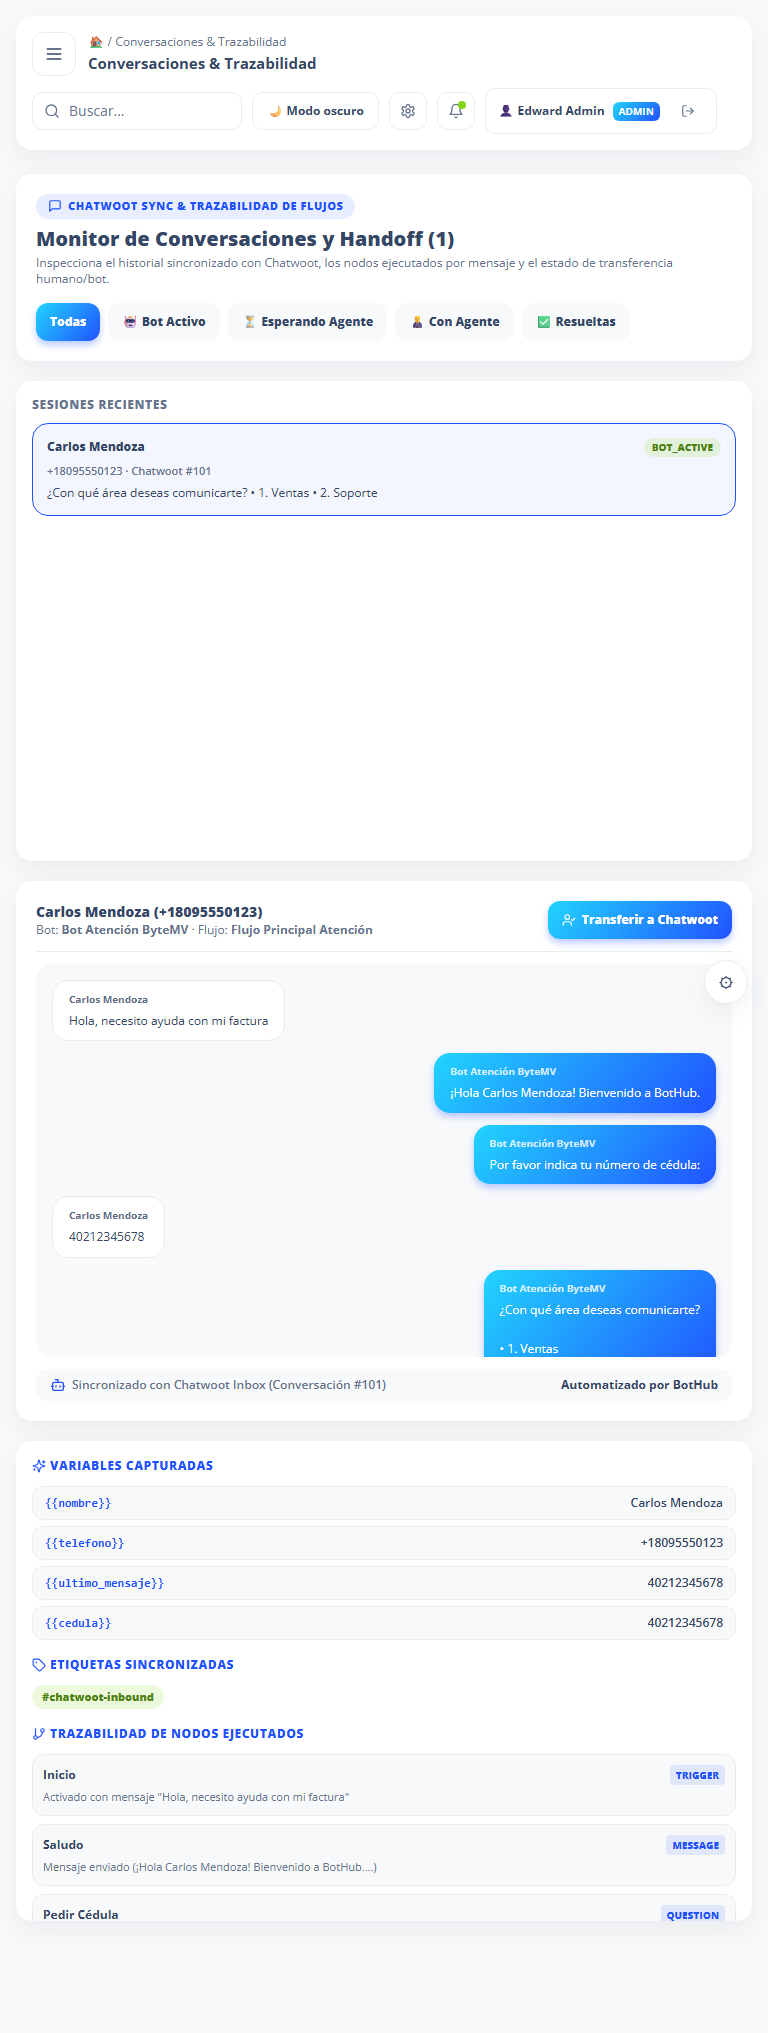 / Conversaciones & Trazabilidad
Conversaciones & Trazabilidad
Buscar...
Modo oscuro
Edward Admin
ADMIN
CHATWOOT SYNC & TRAZABILIDAD DE FLUJOS
Monitor de Conversaciones y Handoff (1)
Inspecciona el historial sincronizado con Chatwoot, los nodos ejecutados por mensaje y el estado de transferencia
humano/bot.
Todas
Bot Activo
Esperando Agente
Con Agente
Resueltas
SESIONES RECIENTES
Carlos Mendoza
BOT_ACTIVE
+18095550123 · Chatwoot #101
¿Con qué área deseas comunicarte? • 1. Ventas • 2. Soporte
Carlos Mendoza (+18095550123)
Bot: Bot Atención ByteMV · Flujo: Flujo Principal Atención
Transferir a Chatwoot
Carlos Mendoza
Hola, necesito ayuda con mi factura
Bot Atención ByteMV
¡Hola Carlos Mendoza! Bienvenido a BotHub.
Bot Atención ByteMV
Por favor indica tu número de cédula:
Carlos Mendoza
40212345678
Bot Atención ByteMV
¿Con qué área deseas comunicarte?
• 1. Ventas
Sincronizado con Chatwoot Inbox (Conversación #101)
Automatizado por BotHub
VARIABLES CAPTURADAS
{{nombre}}
Carlos Mendoza
{{telefono}}
+18095550123
{{ultimo_mensaje}}
40212345678
{{cedula}}
40212345678
ETIQUETAS SINCRONIZADAS
#chatwoot-inbound
TRAZABILIDAD DE NODOS EJECUTADOS
Inicio
TRIGGER
Activado con mensaje "Hola, necesito ayuda con mi factura"
Saludo
MESSAGE
Mensaje enviado (¡Hola Carlos Mendoza! Bienvenido a BotHub....)
Pedir Cédula
QUESTION